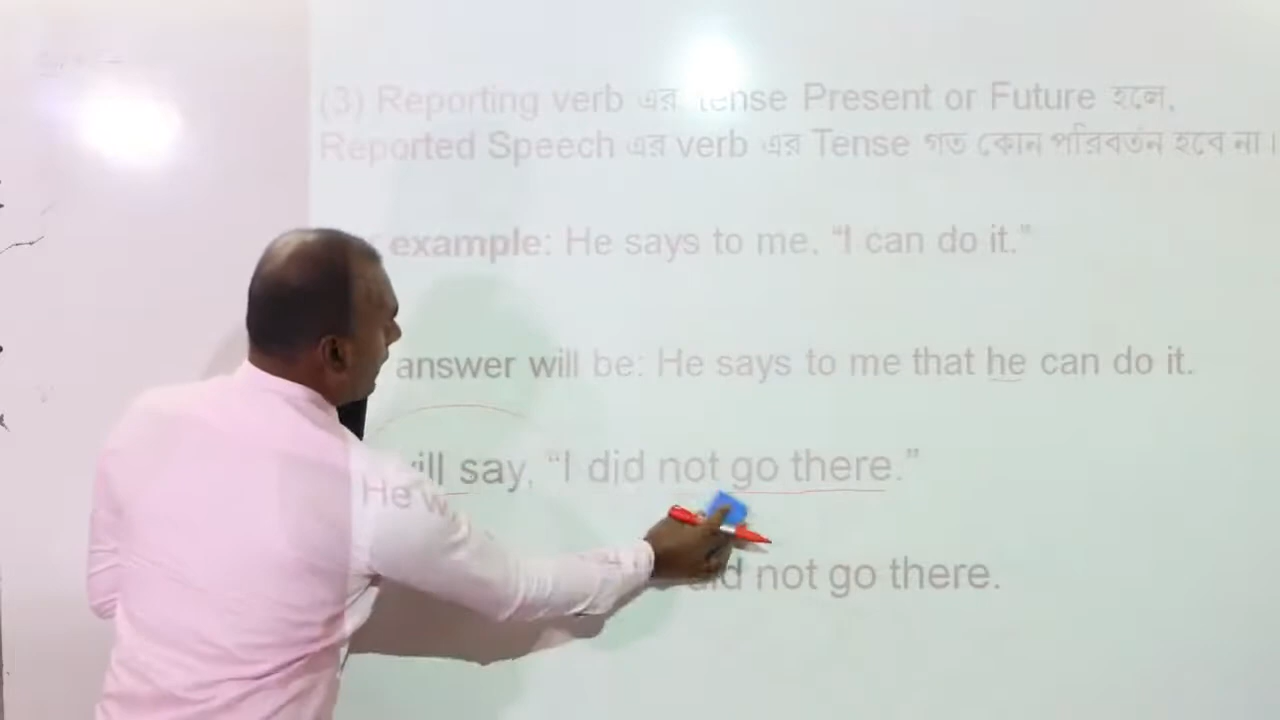 (3) Reporting verb এর tense Present or Future হলে,
Reported Speech এর verb এর Tense গত কোন পরিবর্তন হবে না।
example: He says to me, “I can do it.”
answer will be: He says to me that he can do it.
He will say, “I did not go there.”
did not go there.